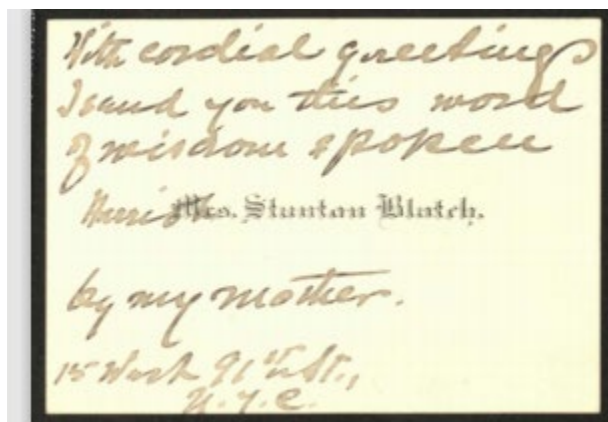 With cordial greetings
I send you this word
of wisdom spoken
Harriot Mrs. Stanton Blatch.
by my mother.
15 West 91st St.,
N.Y.C.